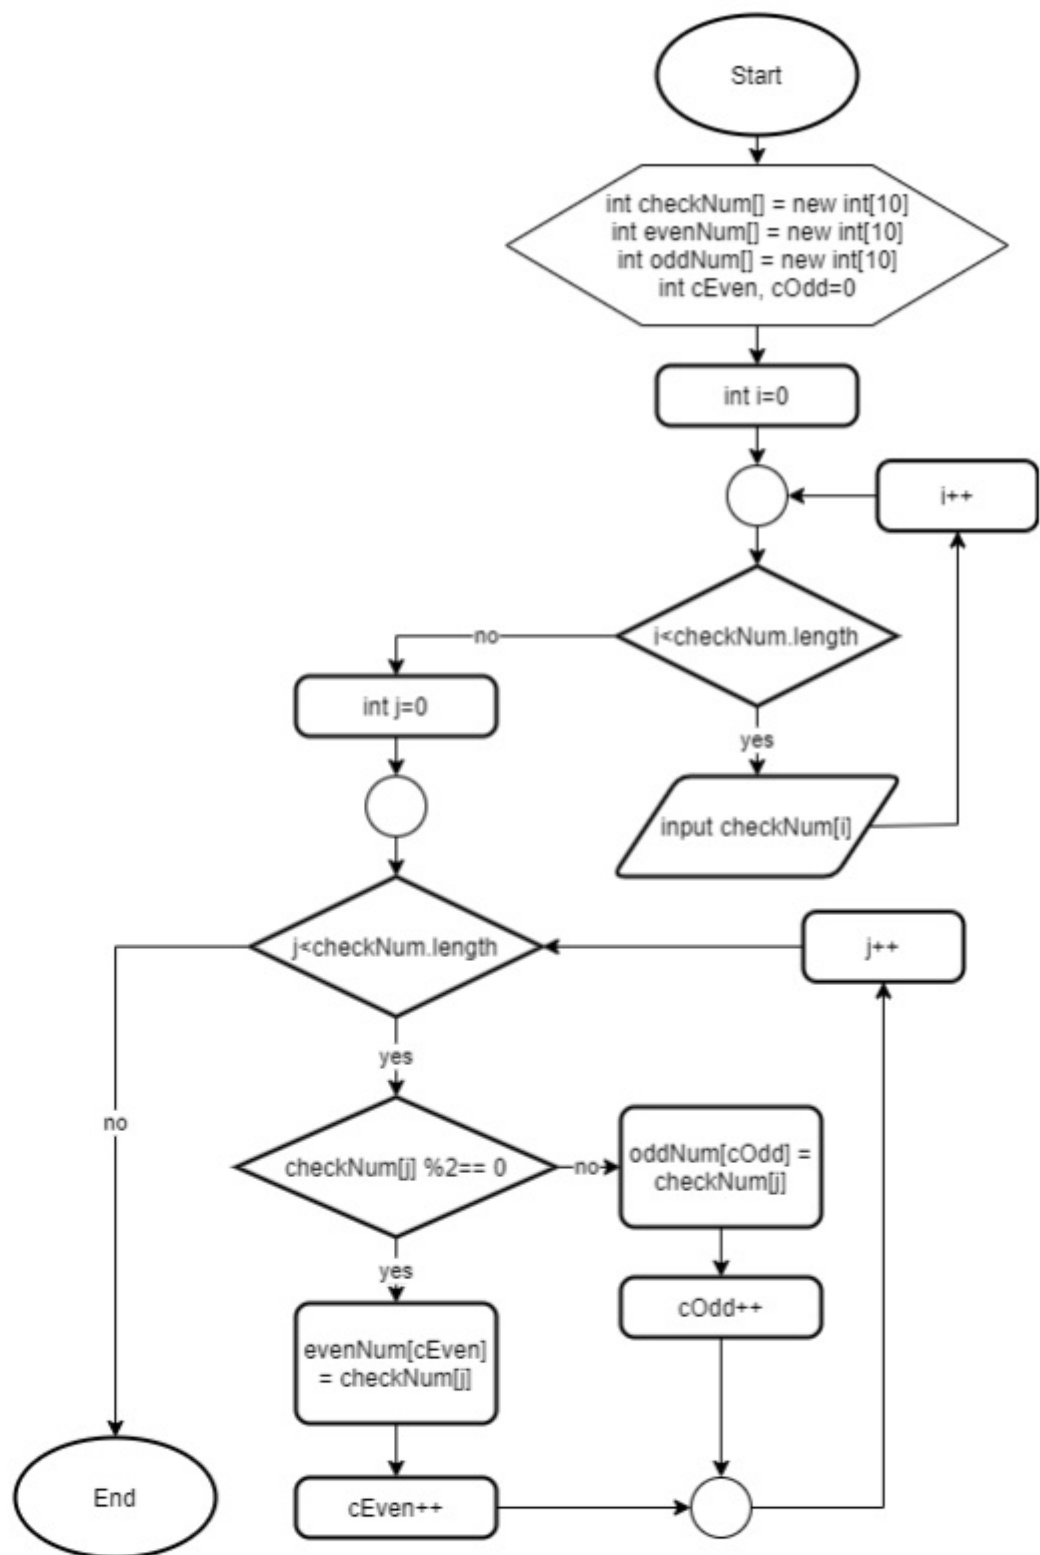 Start
int checkNum[] = new int[10]
int evenNum[] = new int[10]
int oddNum[] = new int[10]
int cEven, cOdd=0
int i=0
i++
i<checkNum.length
no
int j=0
yes
input checkNum[i]
j<checkNum.length
j++
yes
no
checkNum[j] %2== 0
no
oddNum[cOdd] =
checkNum[j]
yes
cOdd++
evenNum[cEven]
= checkNum[j]
End
cEven++